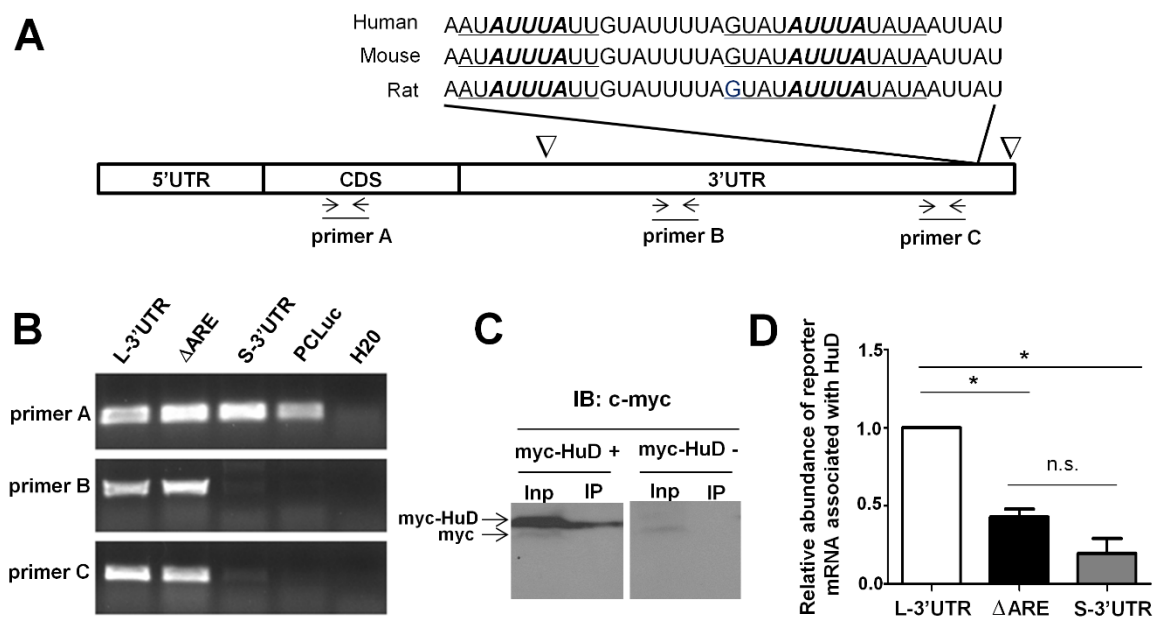 A
Human AAUAUUUAUUGUAUUUUAGUAUAUUUAUAUAAUUAU
Mouse AAUAUUUAUUGUAUUUUAGUAUAUUUAUAUAAUUAU
Rat AAUAUUUAUUGUAUUUUAGUAUAUUUAUAUAAUUAU
5'UTR CDS 3'UTR
primer A primer B primer C
B
L-3'UTR ΔARE S-3'UTR PCLuc H20
primer A
primer B
primer C
C
IB: c-myc
myc-HuD + myc-HuD -
Inp IP Inp IP
myc-HuD
myc
D
Relative abundance of reporter
mRNA associated with HuD
1.5
1.0
0.5
0.0
*
*
n.s.
L-3'UTR ΔARE S-3'UTR